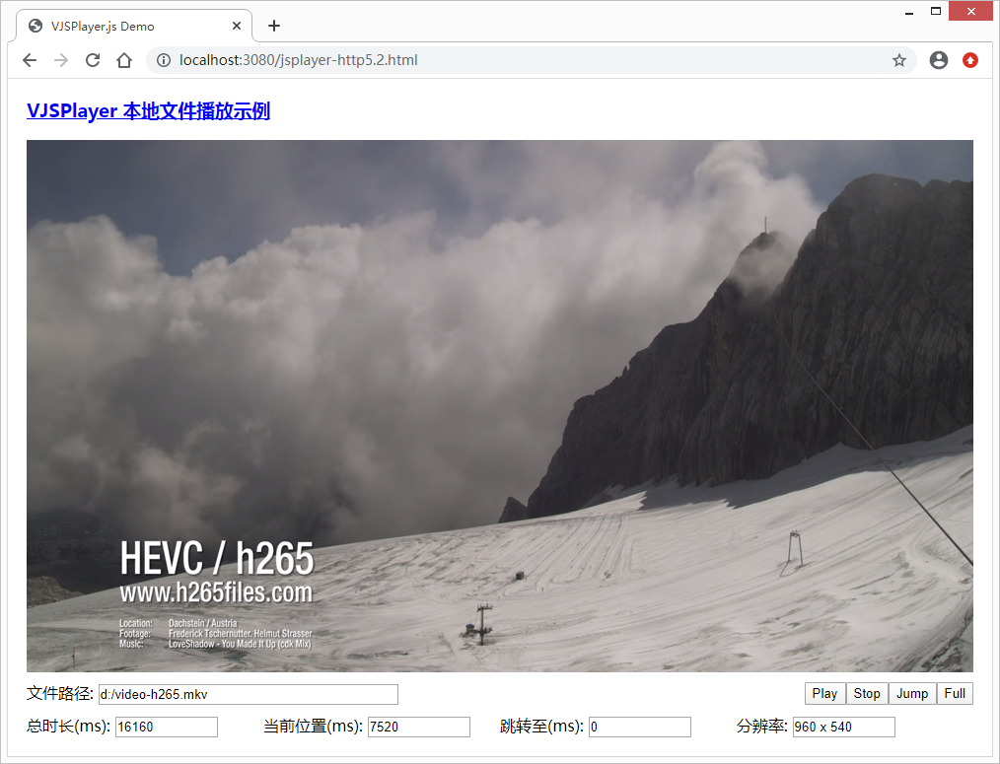 VJSPlayer.js Demo
localhost:3080/jsplayer-http5.2.html
VJSPlayer 本地文件播放示例
HEVC / h265
www.h265files.com
Location: Dachstein / Austria
Footage: Frederick Tschernutter, Helmut Strasser
Music: LoveShadow - You Made It Up (cdk Mix)
文件路径: d:/video-h265.mkv Play Stop Jump Full
总时长(ms): 16160 当前位置(ms): 7520 跳转至(ms): 0 分辨率: 960 x 540